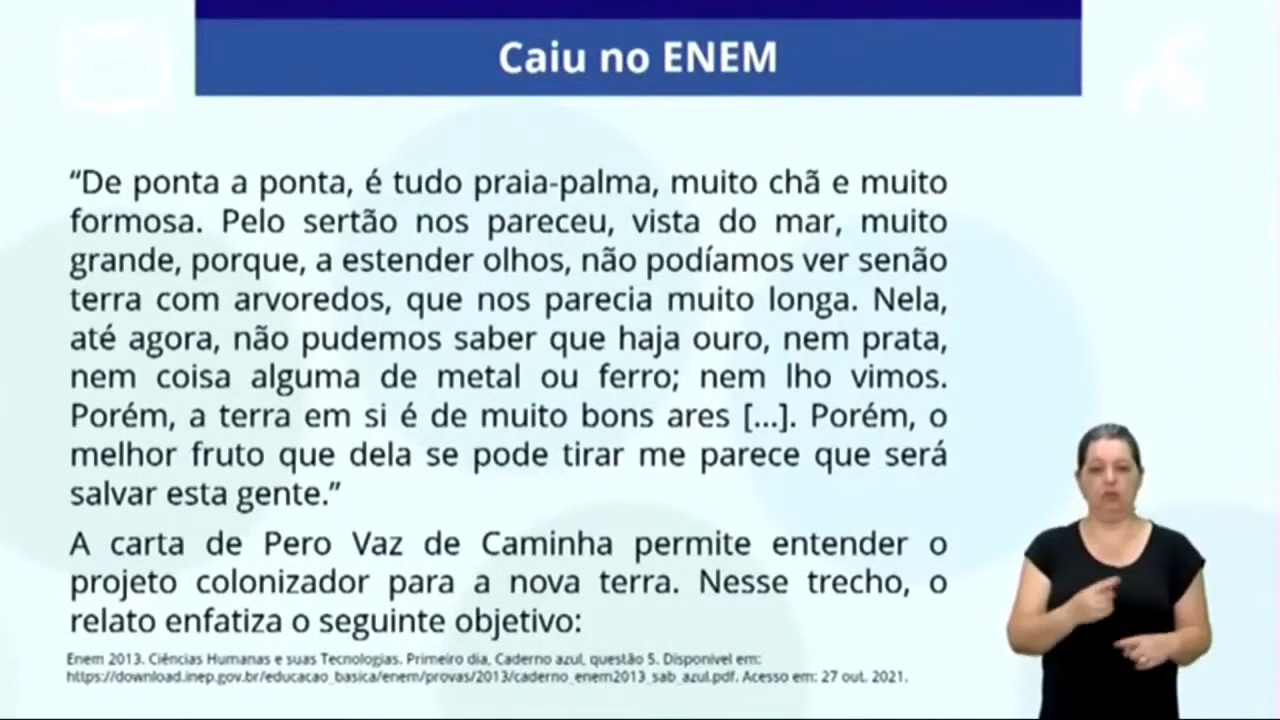 Caiu no ENEM
“De ponta a ponta, é tudo praia-palma, muito chã e muito
formosa. Pelo sertão nos pareceu, vista do mar, muito
grande, porque, a estender olhos, não podíamos ver senão
terra com arvoredos, que nos parecia muito longa. Nela,
até agora, não pudemos saber que haja ouro, nem prata,
nem coisa alguma de metal ou ferro; nem lho vimos.
Porém, a terra em si é de muito bons ares [...]. Porém, o
melhor fruto que dela se pode tirar me parece que será
salvar esta gente.”
A carta de Pero Vaz de Caminha permite entender o
projeto colonizador para a nova terra. Nesse trecho, o
relato enfatiza o seguinte objetivo:
Enem 2013. Ciências Humanas e suas Tecnologias. Primeiro dia, Caderno azul, questão 5. Disponível em:
https://download.inep.gov.br/educacao_basica/enem/provas/2013/caderno_enem2013_sab_azul.pdf. Acesso em: 27 out. 2021.